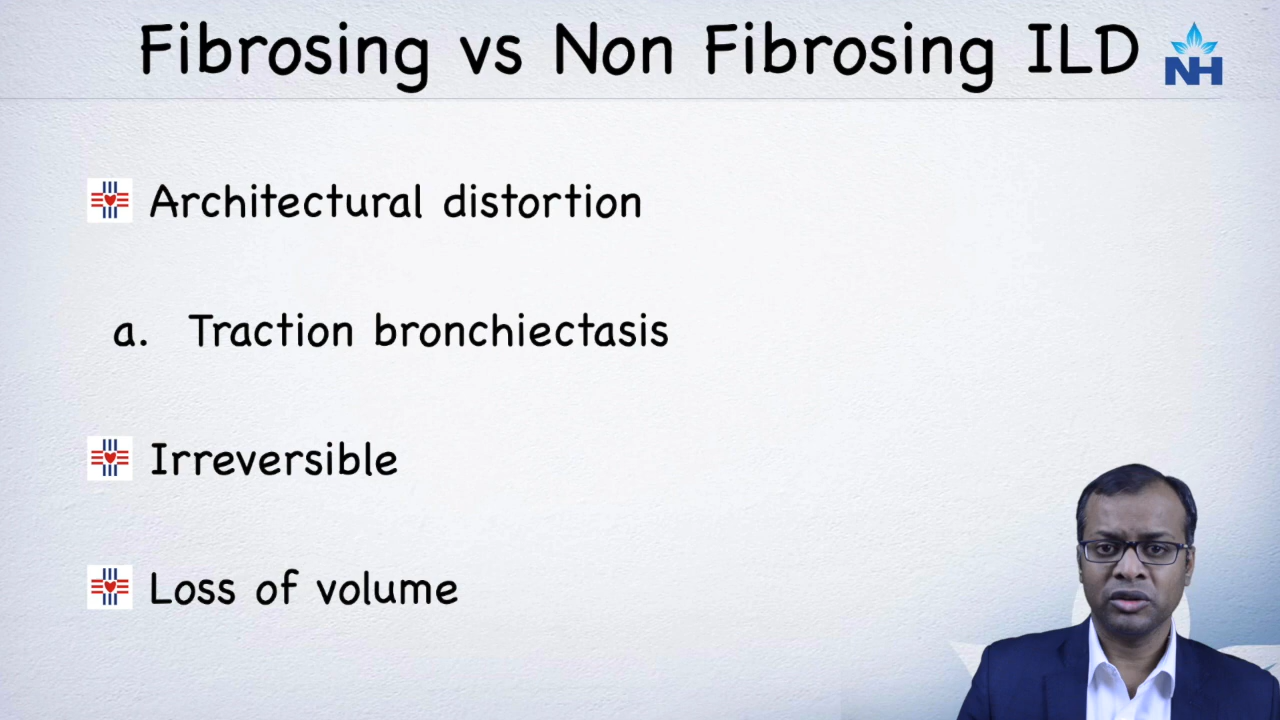 Fibrosing vs Non Fibrosing ILD
NH
Architectural distortion
a. Traction bronchiectasis
Irreversible
Loss of volume